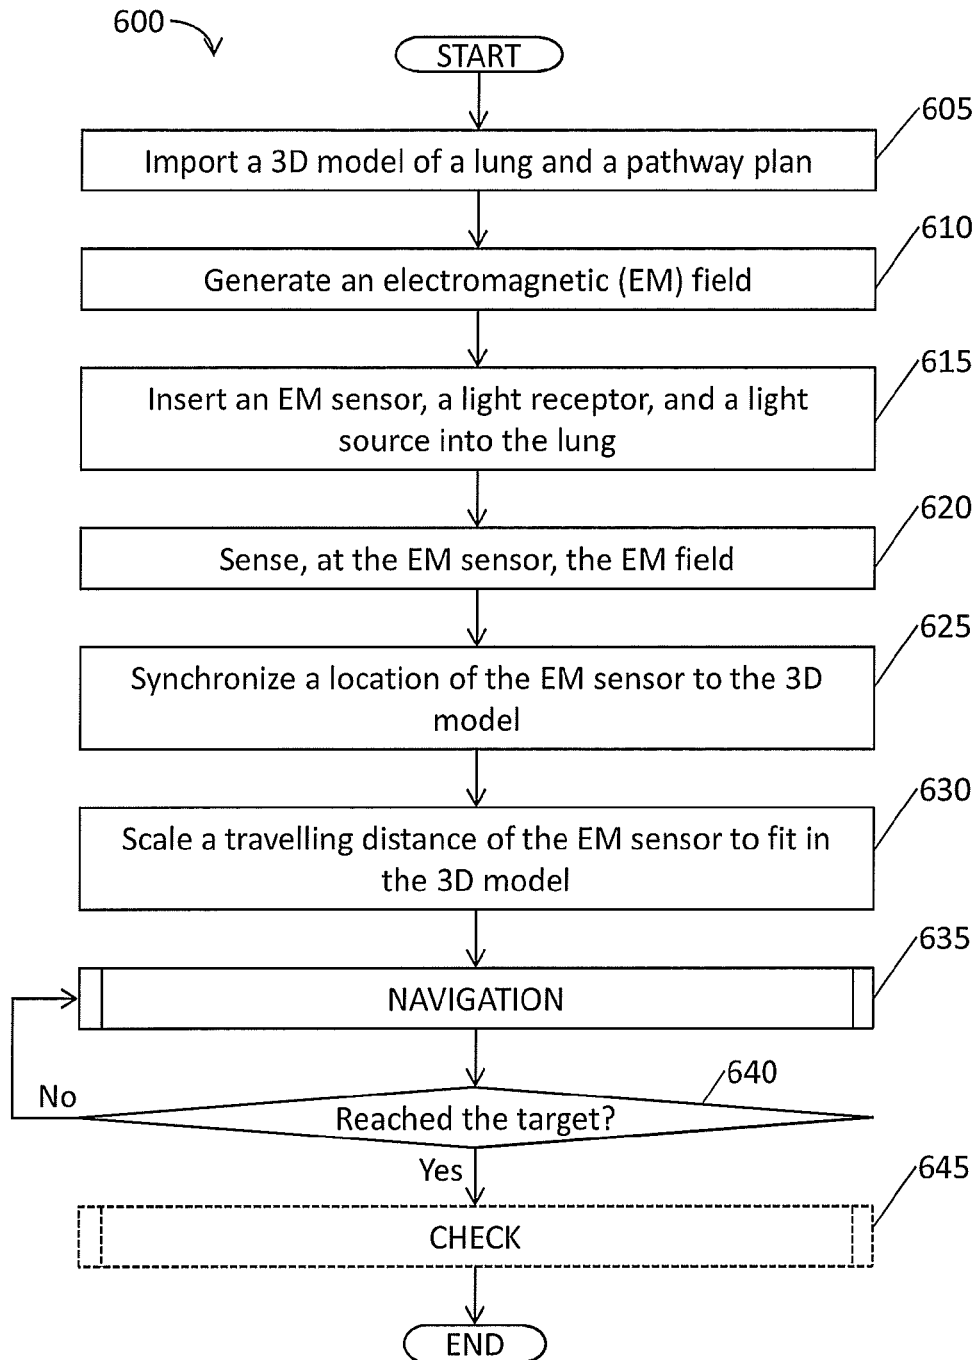 600
START
605
Import a 3D model of a lung and a pathway plan
610
Generate an electromagnetic (EM) field
615
Insert an EM sensor, a light receptor, and a light
source into the lung
620
Sense, at the EM sensor, the EM field
625
Synchronize a location of the EM sensor to the 3D
model
630
Scale a travelling distance of the EM sensor to fit in
the 3D model
635
NAVIGATION
640
No
Reached the target?
Yes
645
CHECK
END